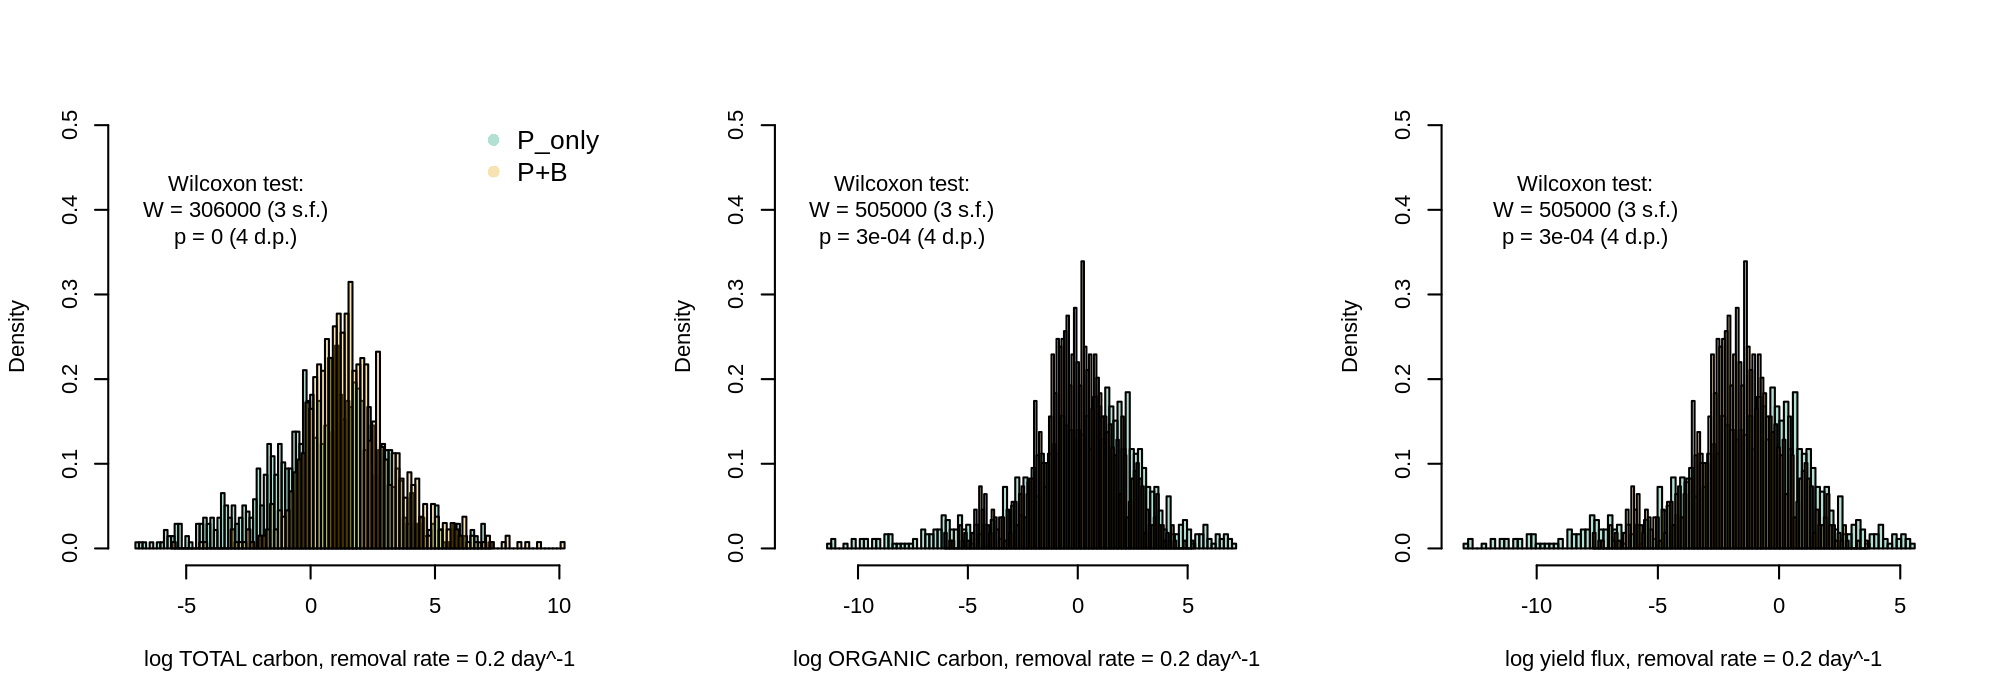 P_only
P+B
Wilcoxon test:
W = 306000 (3 s.f.)
p = 0 (4 d.p.)
Density
0.0
0.1
0.2
0.3
0.4
0.5
-5
0
5
10
log TOTAL carbon, removal rate = 0.2 day^-1
Wilcoxon test:
W = 505000 (3 s.f.)
p = 3e-04 (4 d.p.)
Density
0.0
0.1
0.2
0.3
0.4
0.5
-10
-5
0
5
log ORGANIC carbon, removal rate = 0.2 day^-1
Wilcoxon test:
W = 505000 (3 s.f.)
p = 3e-04 (4 d.p.)
Density
0.0
0.1
0.2
0.3
0.4
0.5
-10
-5
0
5
log yield flux, removal rate = 0.2 day^-1